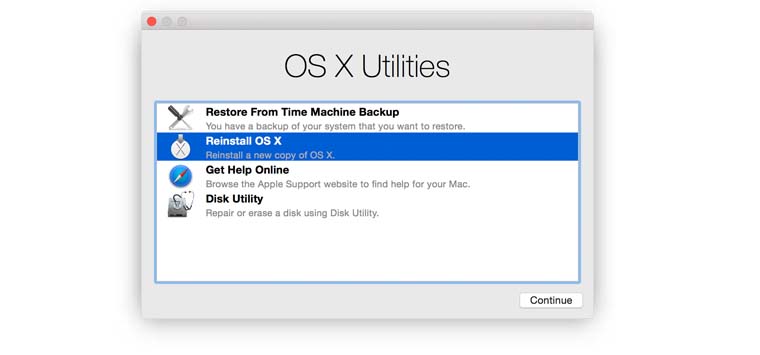 OS X Utilities
Restore From Time Machine Backup
You have a backup of your system that you want to restore.
Reinstall OS X
Reinstall a new copy of OS X.
Get Help Online
Browse the Apple Support website to find help for your Mac.
Disk Utility
Repair or erase a disk using Disk Utility.
Continue